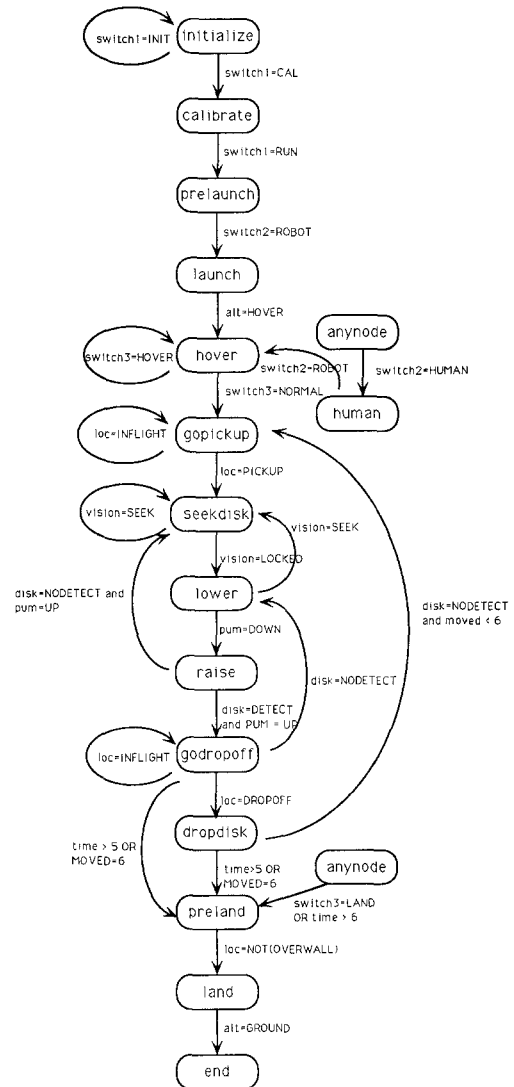 initialize
switch1=INIT
switch1=CAL
calibrate
switch1=RUN
prelaunch
switch2=ROBOT
launch
alt=HOVER
anynode
hover
switch3=HOVER
switch2=ROBOT
switch2=HUMAN
switch3=NORMAL
human
gopickup
loc=INFLIGHT
loc=PICKUP
seekdisk
vision=SEEK
vision=SEEK
vision=LOCKED
lower
disk=NODETECT and
pum=UP
disk=NODETECT
and moved < 6
pum=DOWN
raise
disk=NODETECT
disk=DETECT
and PUM = UP
godropoff
loc=INFLIGHT
loc=DROPOFF
dropdisk
time > 5 OR
MOVED=6
time>5 OR
MOVED=6
anynode
preland
switch3=LAND
OR time > 6
loc=NOT(OVERWALL)
land
alt=GROUND
end